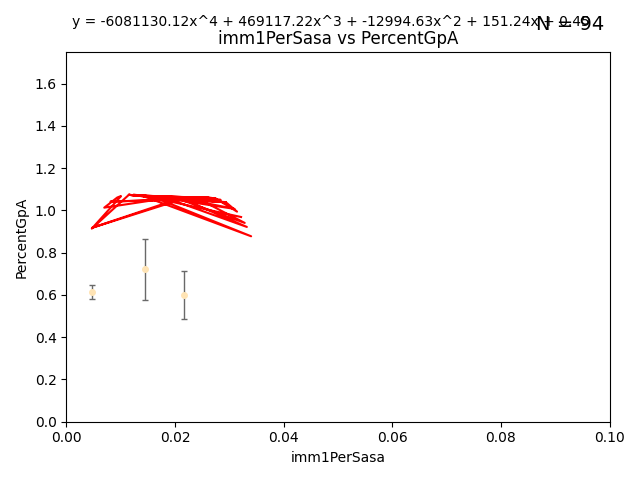 y = -6081130.12x^4 + 469117.22x^3 + -12994.63x^2 + 151.24x + 0.45
N = 94
imm1PerSasa vs PercentGpA
PercentGpA
1.6
1.4
1.2
1.0
0.8
0.6
0.4
0.2
0.0
0.00 0.02 0.04 0.06 0.08 0.10
imm1PerSasa